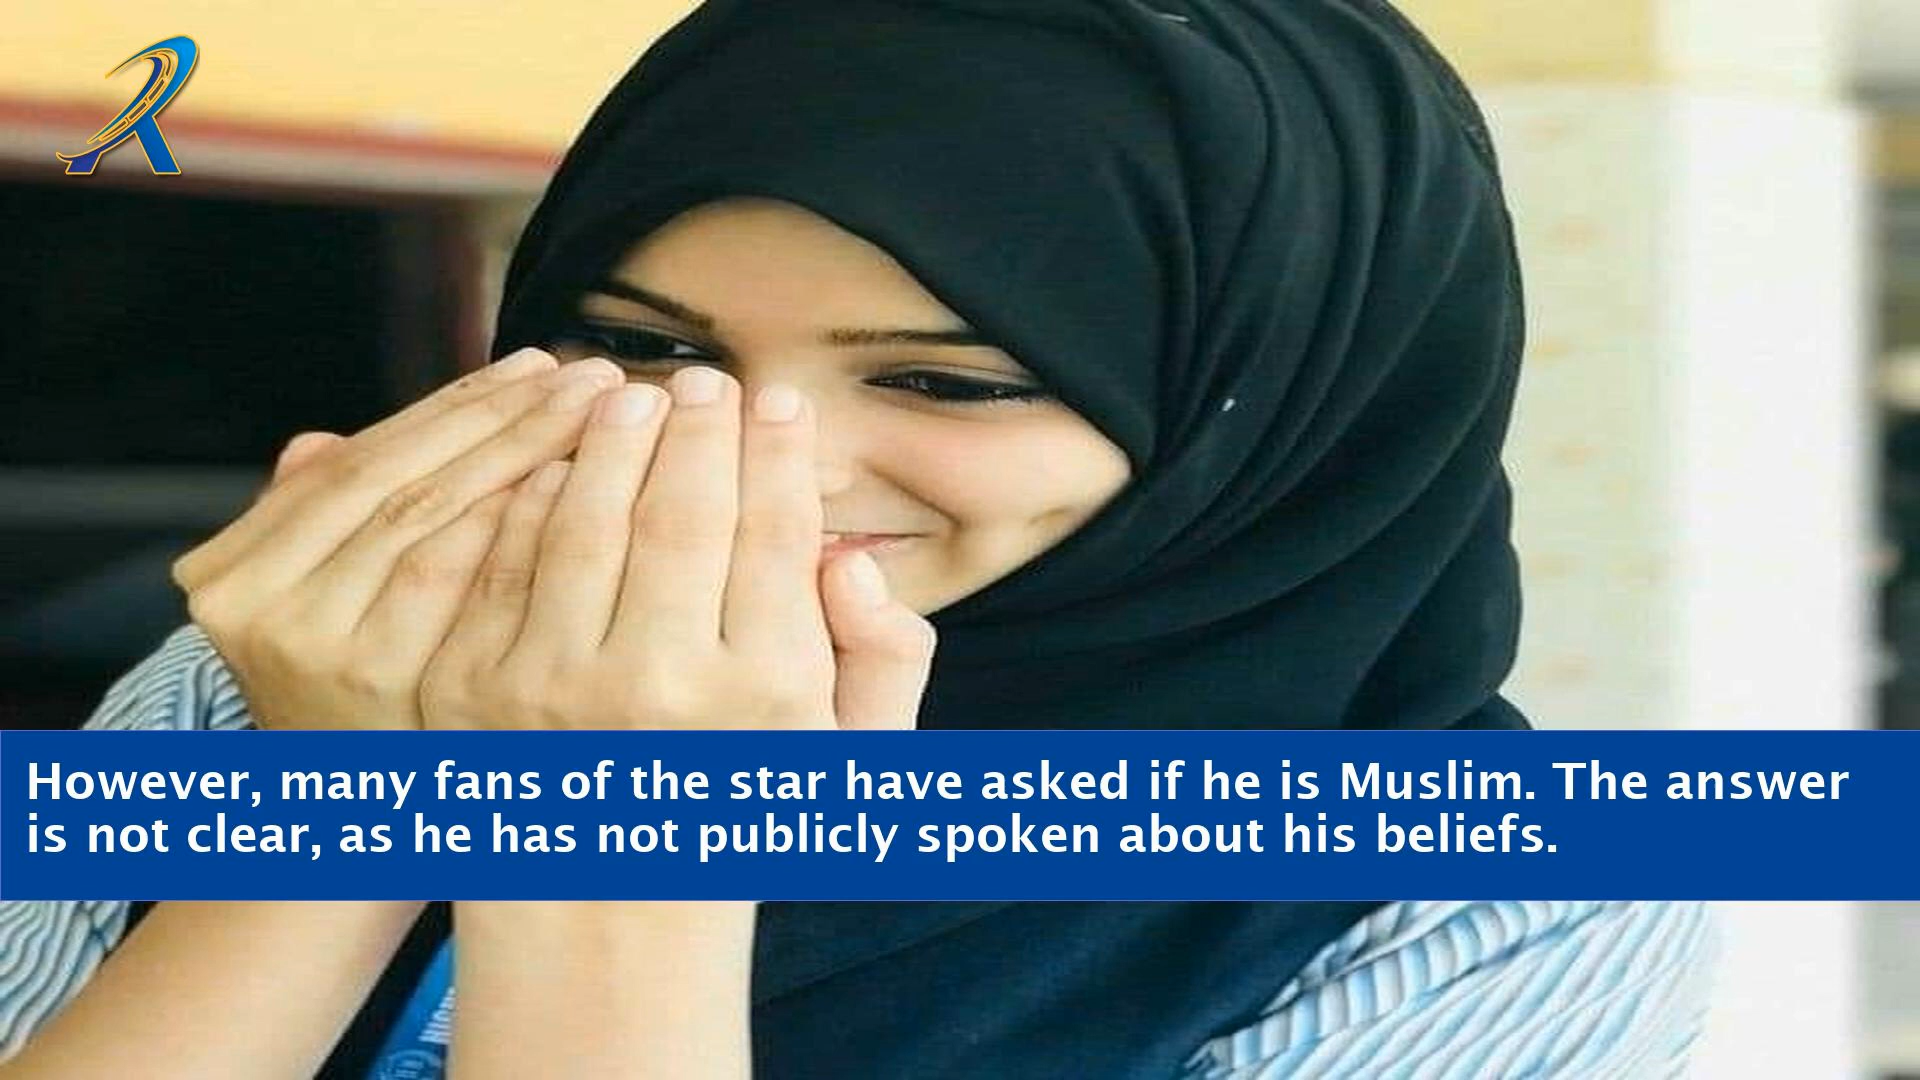 However, many fans of the star have asked if he is Muslim. The answer
is not clear, as he has not publicly spoken about his beliefs.